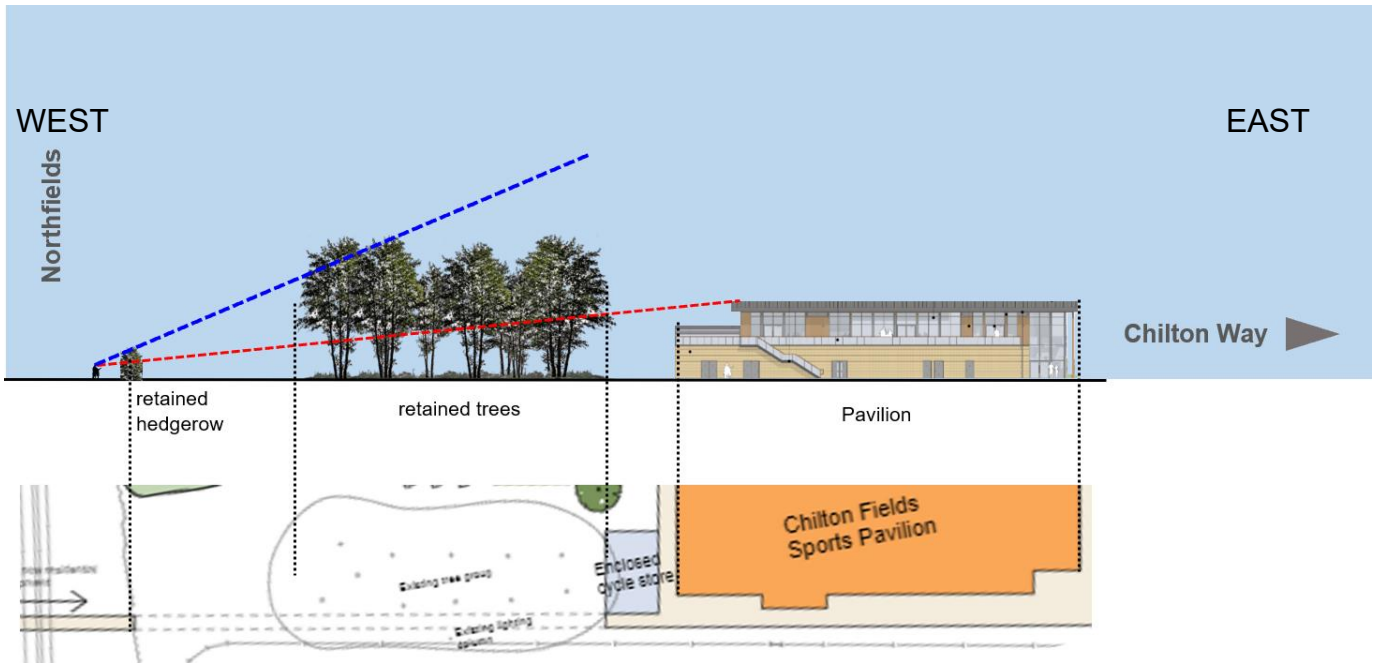 WEST
EAST
Northfields
Chilton Way
retained
hedgerow
retained trees
Pavilion
Chilton Fields
Sports Pavilion
Enclosed
cycle store
Existing tree group
Existing lighting
column